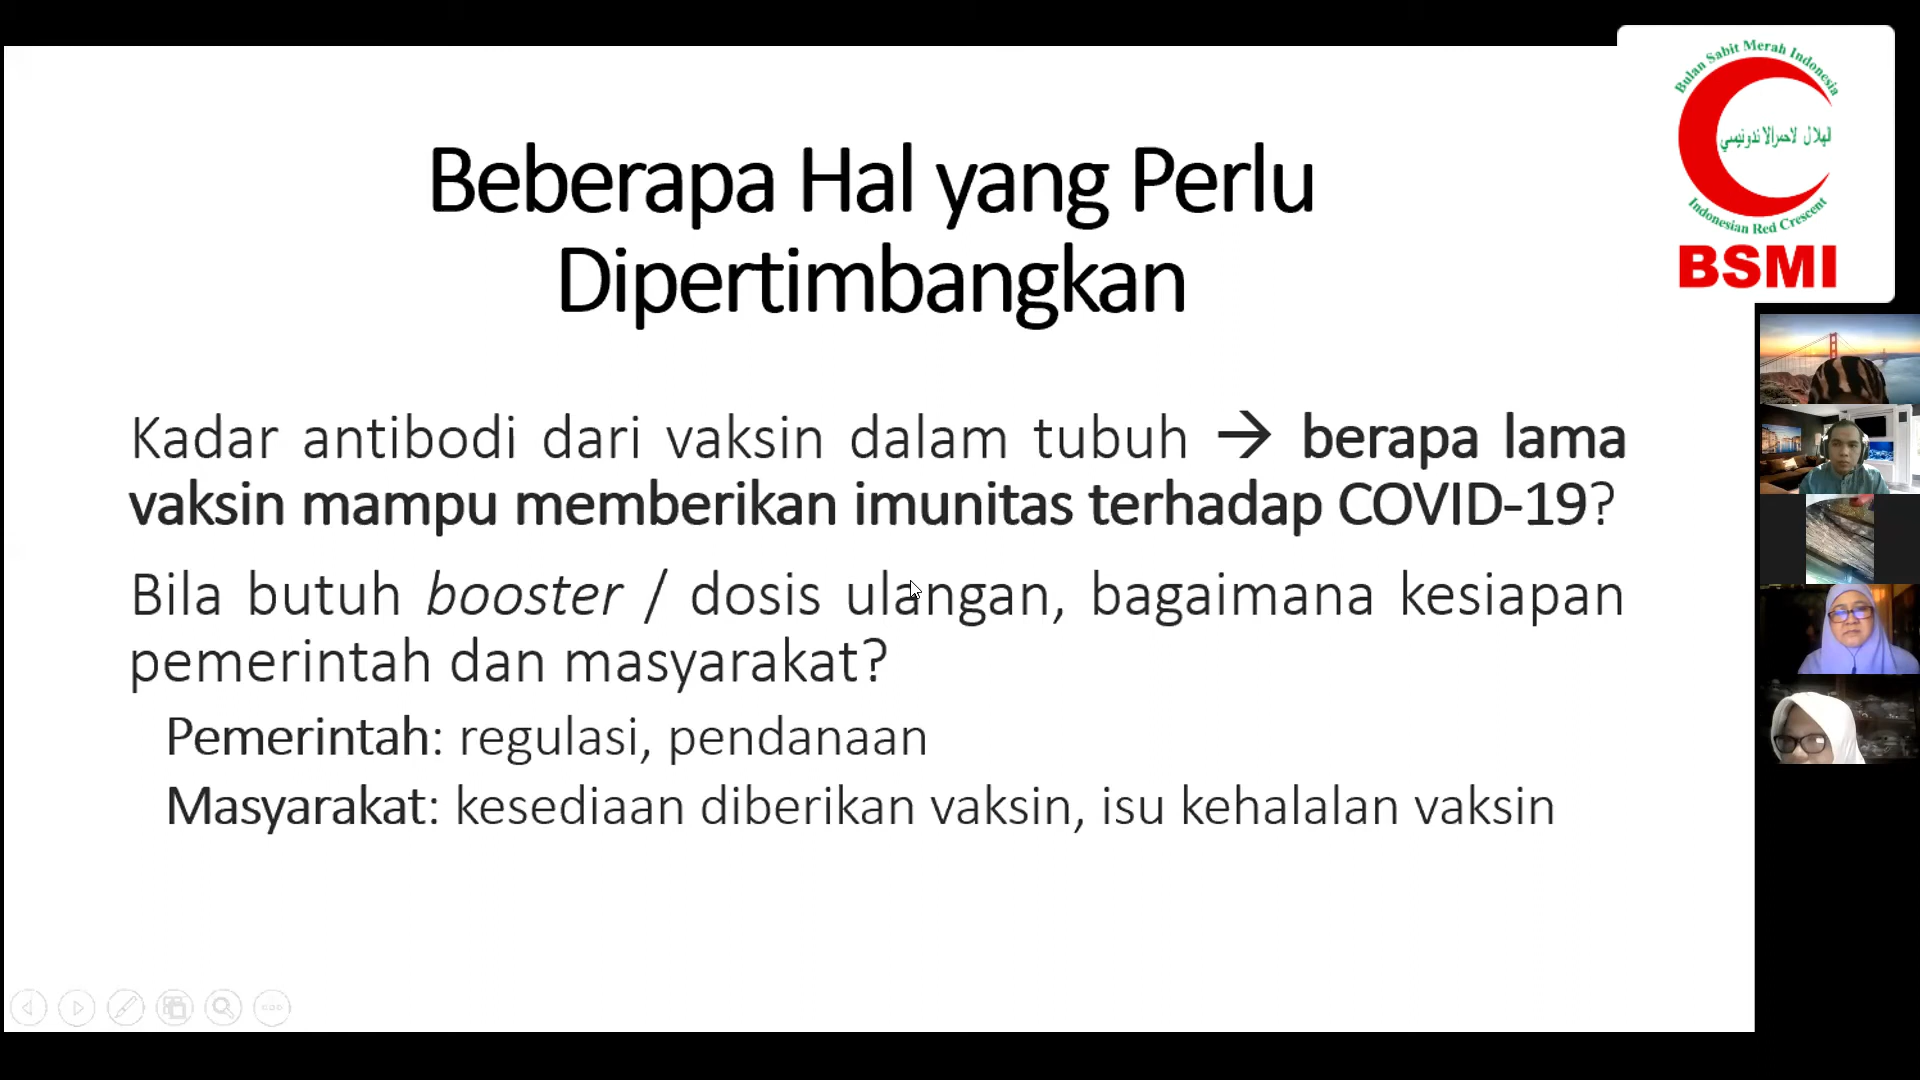 Beberapa Hal yang Perlu
Dipertimbangkan
Kadar antibodi dari vaksin dalam tubuh → berapa lama
vaksin mampu memberikan imunitas terhadap COVID-19?
Bila butuh booster / dosis ulangan, bagaimana kesiapan
pemerintah dan masyarakat?
Pemerintah: regulasi, pendanaan
Masyarakat: kesediaan diberikan vaksin, isu kehalalan vaksin
Bulan Sabit Merah Indonesia
الهلال لاحمرالاندونيسي
Indonesian Red Crescent
BSMI